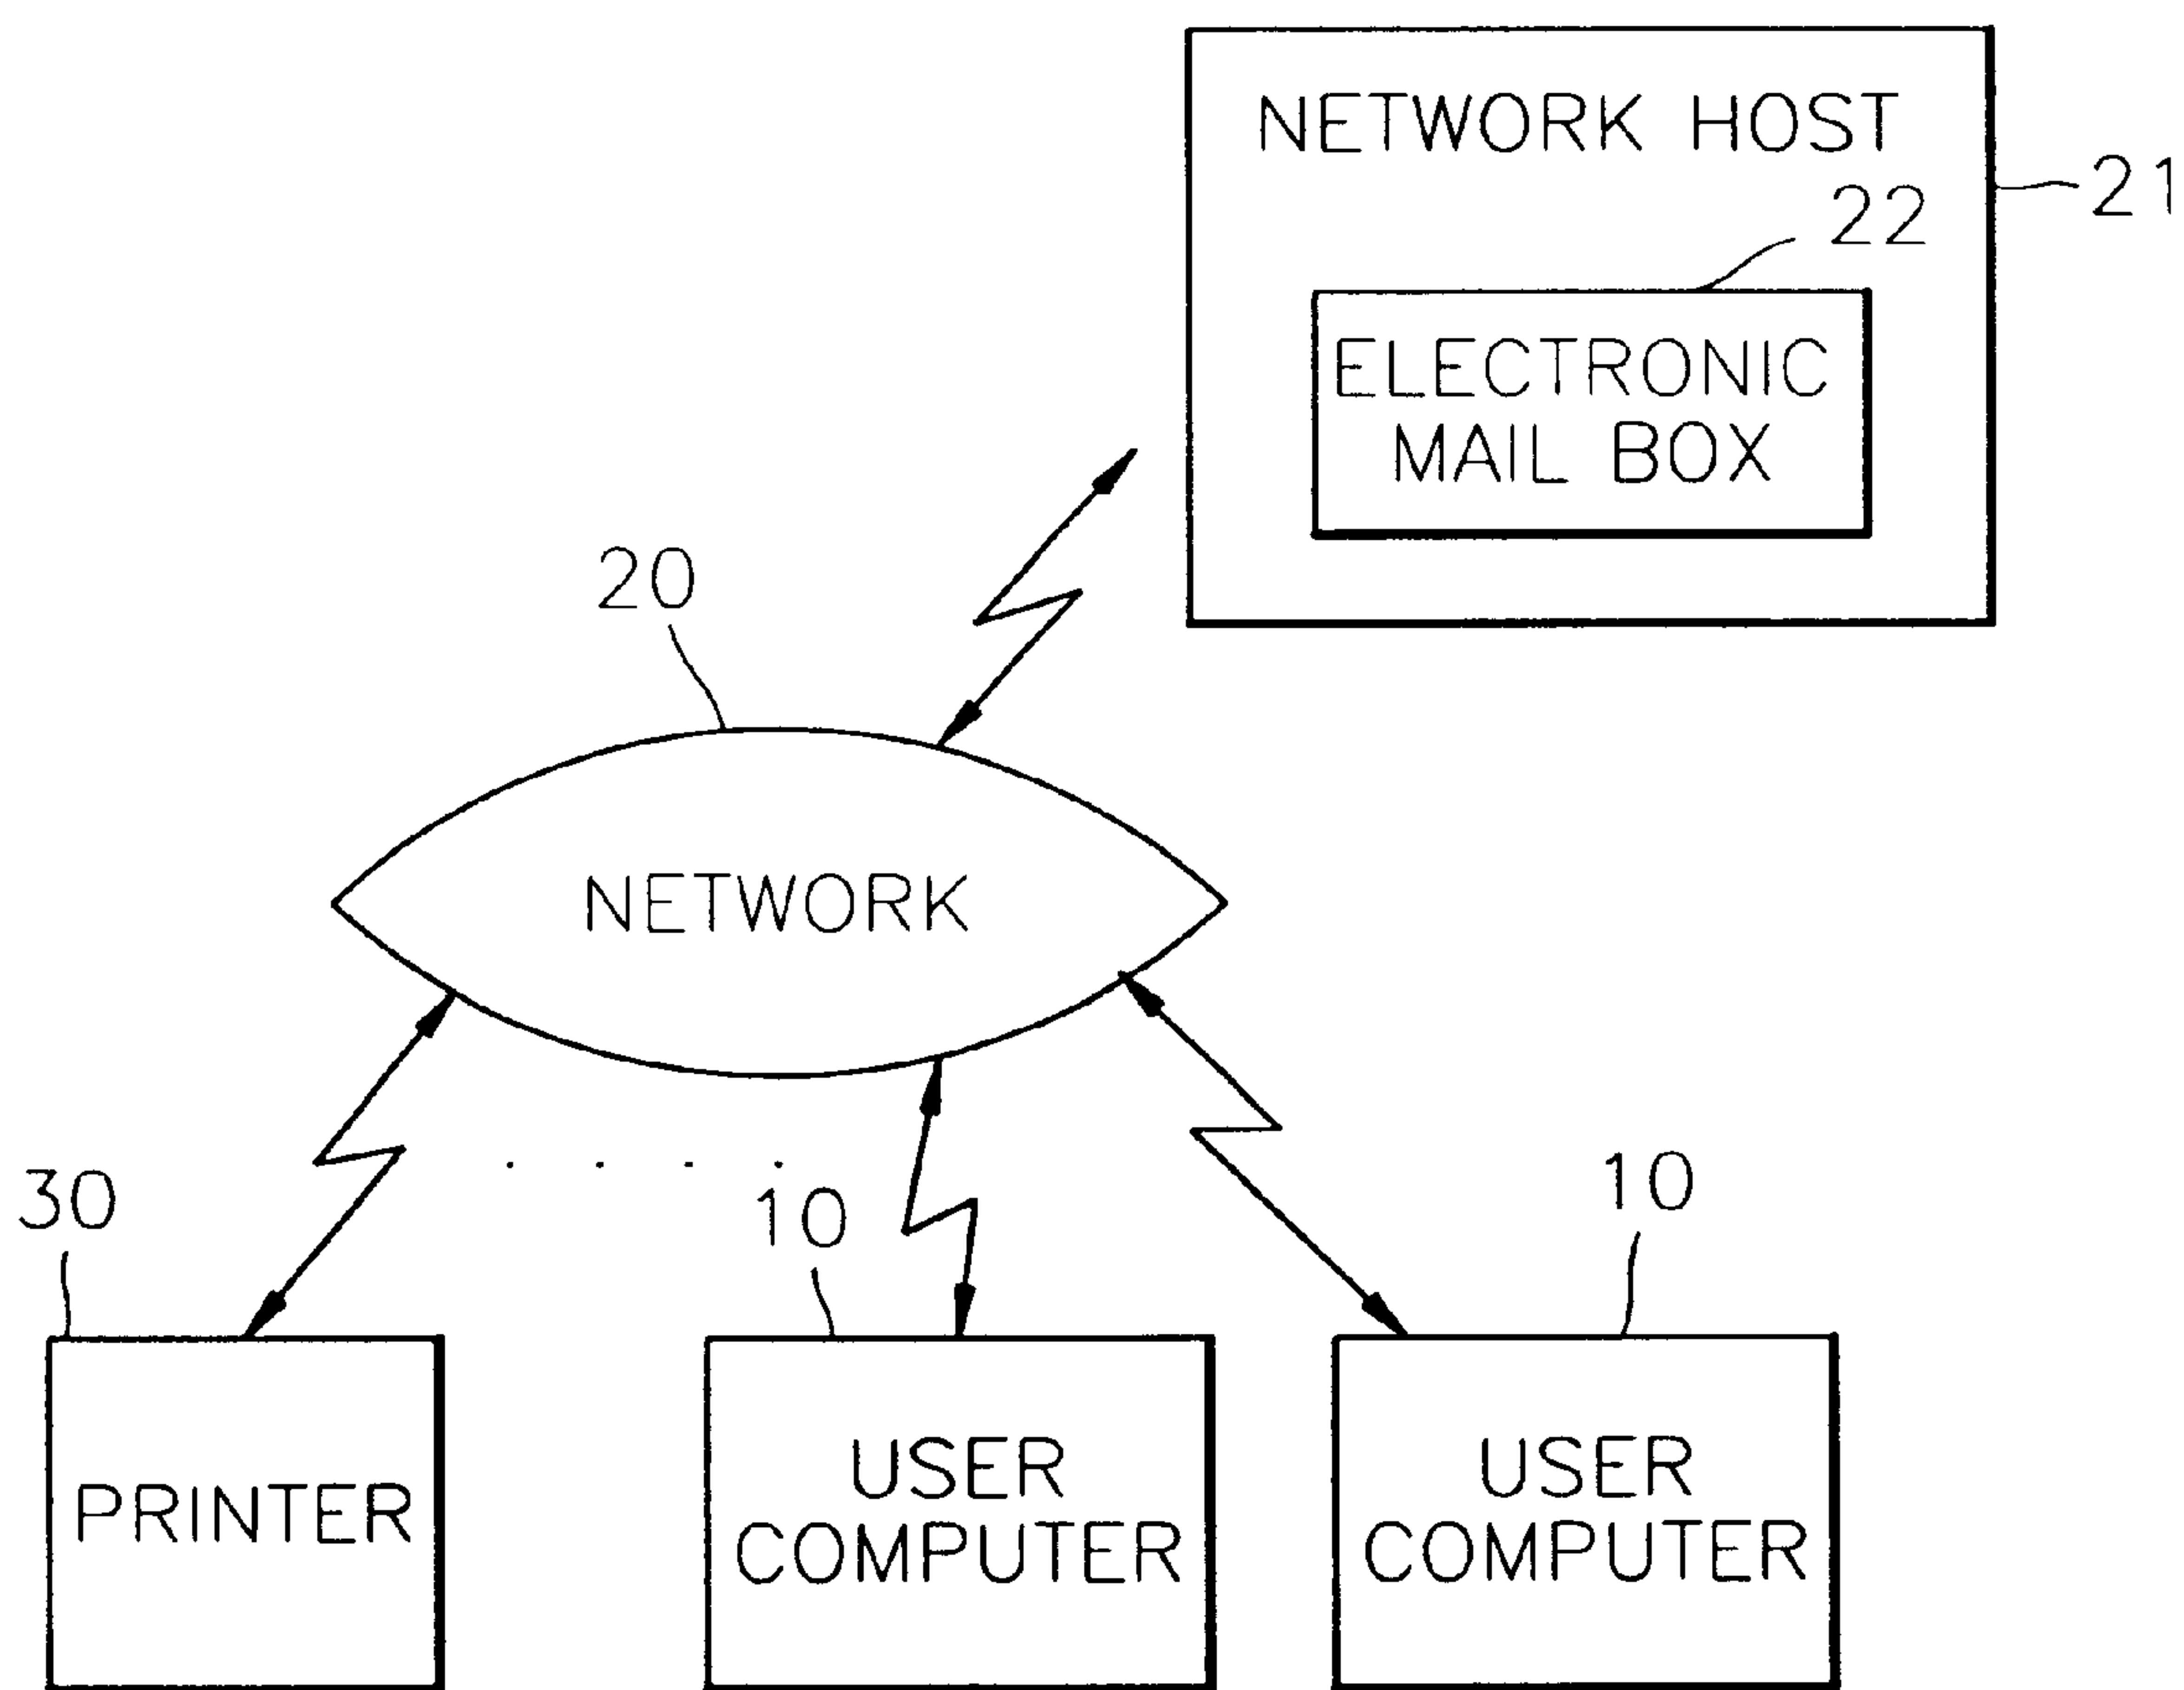 NETWORK HOST
21
22
ELECTRONIC
MAIL BOX
20
NETWORK
30
10
10
PRINTER
USER
COMPUTER
USER
COMPUTER